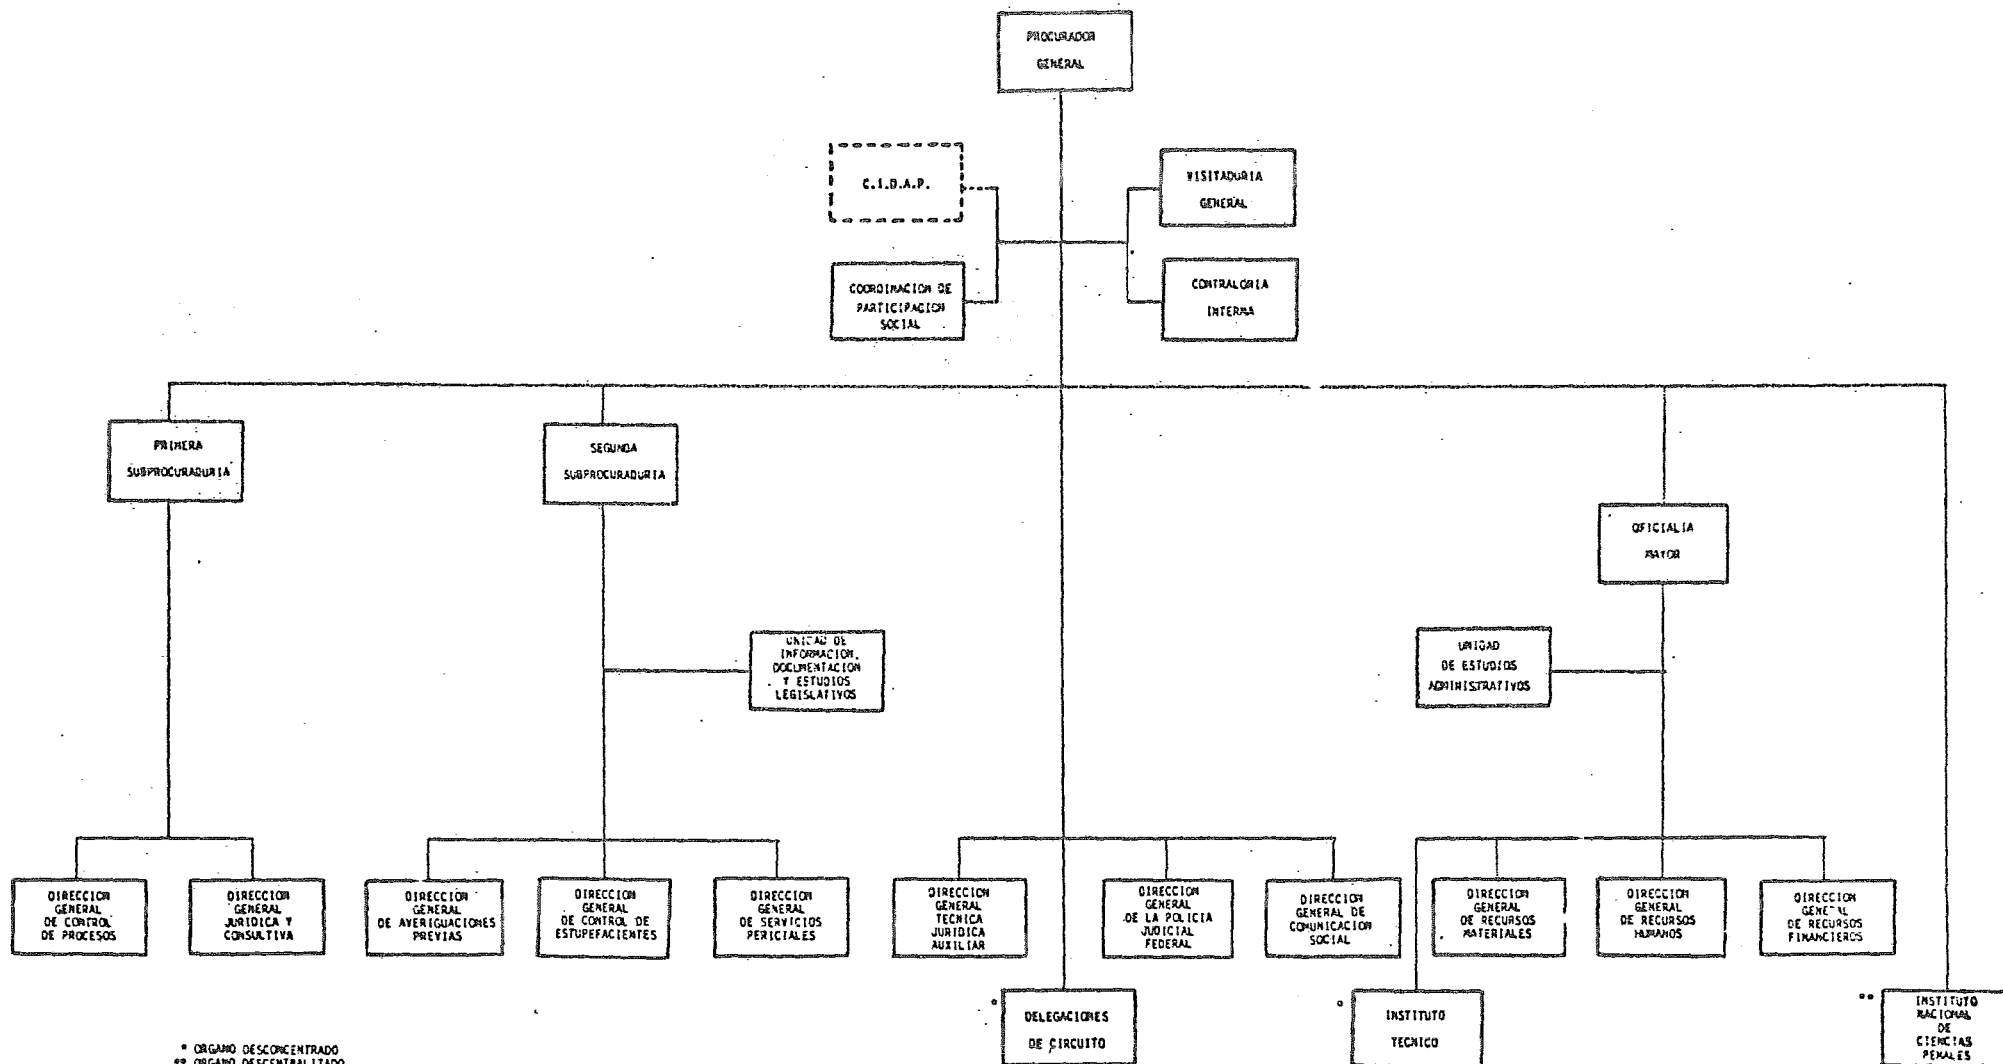 PROCURADOR
GENERAL
C.I.D.A.P.
VISITADURIA
GENERAL
COORDINACION DE
PARTICIPACION
SOCIAL
CONTRALORIA
INTERNA
PRIMERA
SUBPROCURADURIA
SEGUNDA
SUBPROCURADURIA
OFICIALIA
MAYOR
UNIDAD DE
INFORMACION,
DOCUMENTACION
Y ESTUDIOS
LEGISLATIVOS
UNIDAD
DE ESTUDIOS
ADMINISTRATIVOS
DIRECCION
GENERAL
DE CONTROL
DE PROCESOS
DIRECCION
GENERAL
JURIDICA Y
CONSULTIVA
DIRECCION
GENERAL
DE AVERIGUACIONES
PREVIAS
DIRECCION
GENERAL
DE CONTROL DE
ESTUPEFACIENTES
DIRECCION
GENERAL
DE SERVICIOS
PERICIALES
DIRECCION
GENERAL
TECNICA
JURIDICA
AUXILIAR
DIRECCION
GENERAL
DE LA POLICIA
JUDICIAL
FEDERAL
DIRECCION
GENERAL DE
COMUNICACION
SOCIAL
DIRECCION
GENERAL
DE RECURSOS
MATERIALES
DIRECCION
GENERAL
DE RECURSOS
HUMANOS
DIRECCION
GENERAL
DE RECURSOS
FINANCIEROS
* DELEGACIONES
DE CIRCUITO
* INSTITUTO
TECNICO
** INSTITUTO
NACIONAL
DE
CIENCIAS
PENALES
* ORGANO DESCONCENTRADO
** ORGANO DESCENTRALIZADO